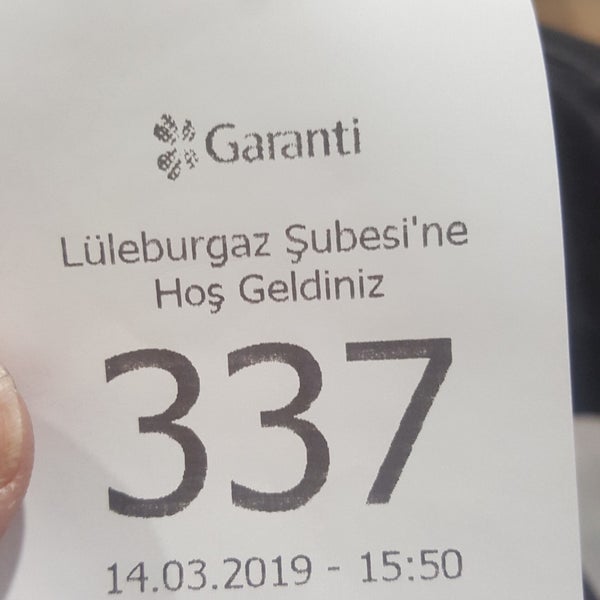 Garanti
Lüleburgaz Şubesi'ne
Hoş Geldiniz
337
14.03.2019 - 15:50